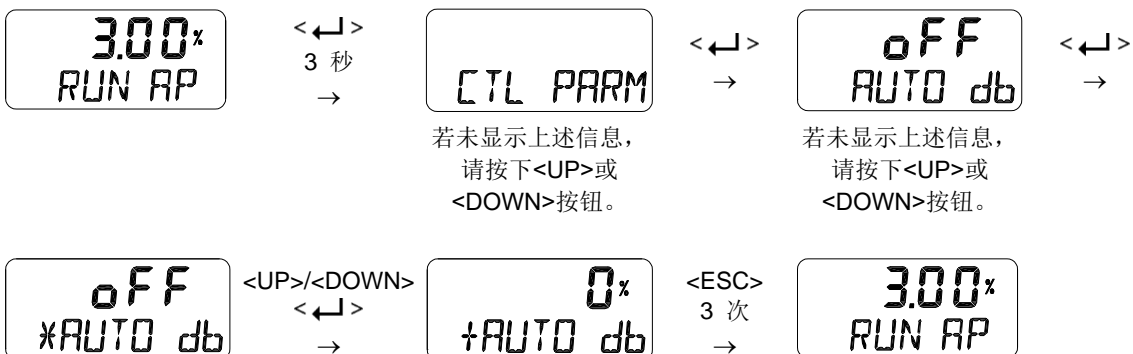 3.00%
RUN AP
<↵>
3 秒
→
CTL PARM
若未显示上述信息，
请按下<UP>或
<DOWN>按钮。
<↵>
→
oFF
AUTO db
若未显示上述信息，
请按下<UP>或
<DOWN>按钮。
<↵>
→
oFF
*AUTO db
<UP>/<DOWN>
<↵>
→
0%
+AUTO db
<ESC>
3 次
→
3.00%
RUN AP